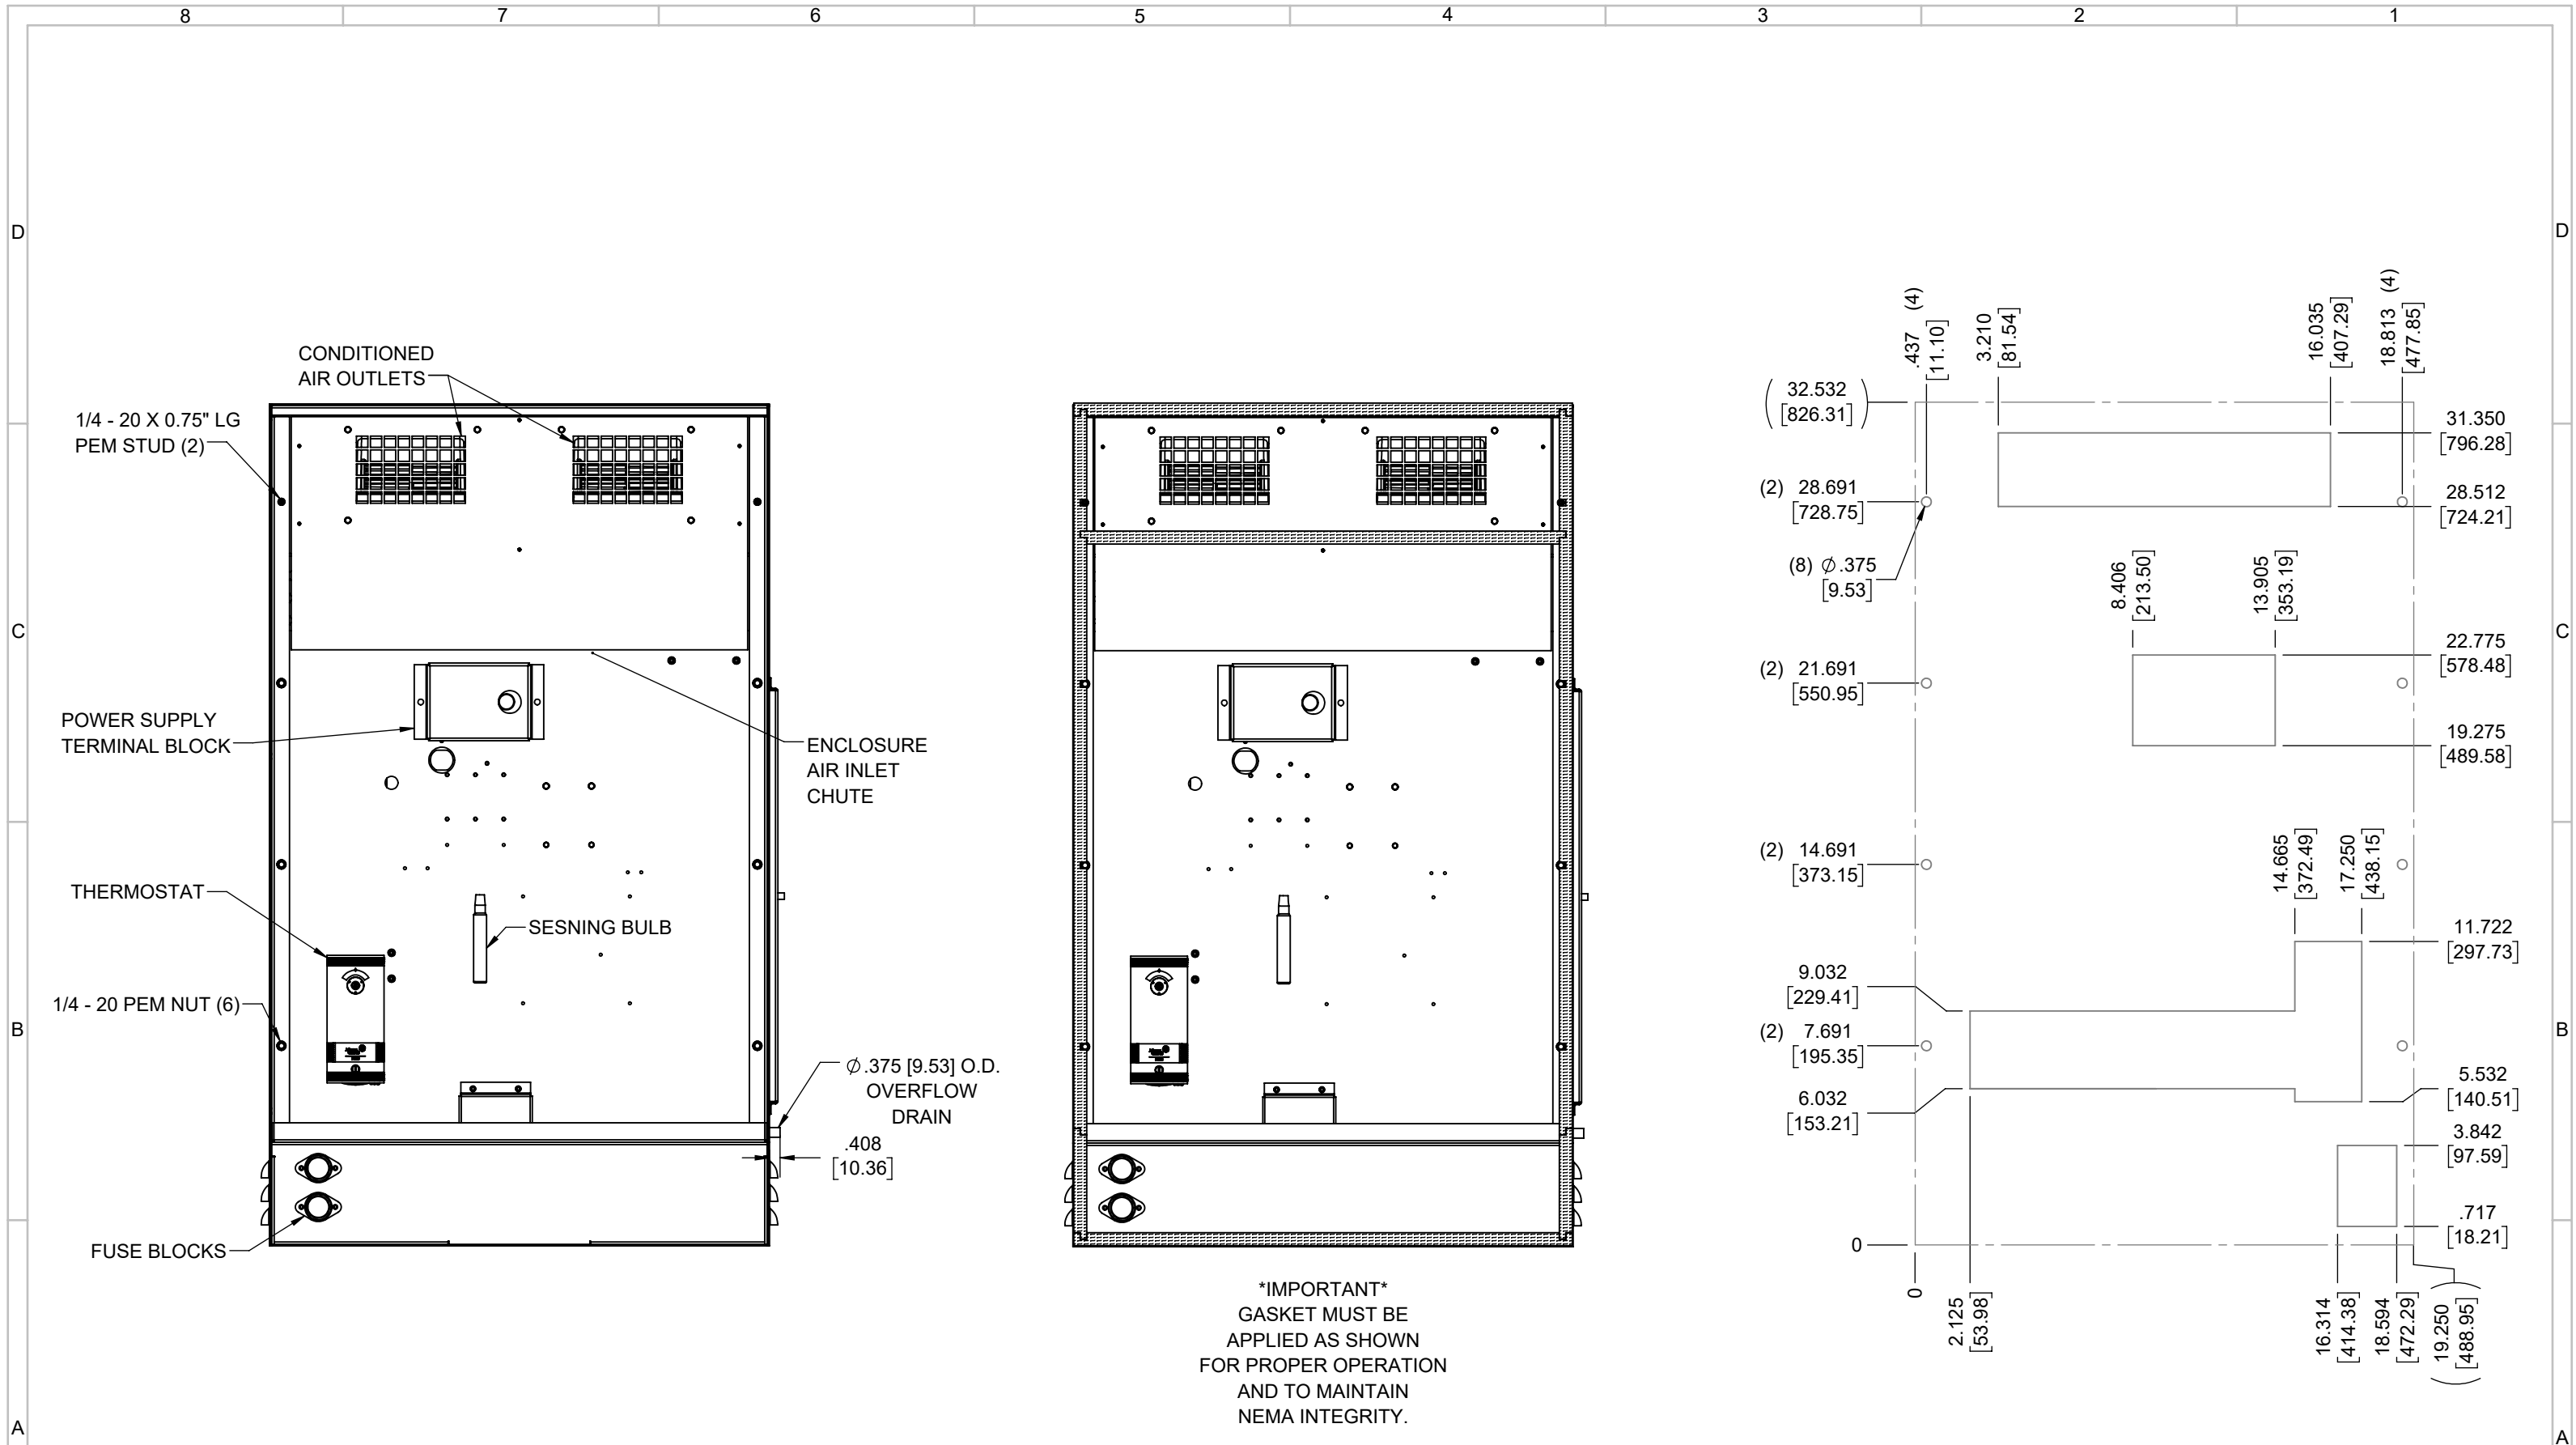 8 7 6 5 4 3 2 1
D
D
C
C
B
B
A
A
CONDITIONED
AIR OUTLETS
1/4 - 20 X 0.75" LG
PEM STUD (2)
POWER SUPPLY
TERMINAL BLOCK
ENCLOSURE
AIR INLET
CHUTE
THERMOSTAT
SESNING BULB
1/4 - 20 PEM NUT (6)
∅.375 [9.53] O.D.
OVERFLOW
DRAIN
.408
[10.36]
FUSE BLOCKS
*IMPORTANT*
GASKET MUST BE
APPLIED AS SHOWN
FOR PROPER OPERATION
AND TO MAINTAIN
NEMA INTEGRITY.
.437 (4)
[11.10]
3.210
[81.54]
16.035
[407.29]
18.813 (4)
[477.85]
(32.532
[826.31])
31.350
[796.28]
(2) 28.691
[728.75]
28.512
[724.21]
(8) ∅.375
[9.53]
8.406
[213.50]
13.905
[353.19]
22.775
[578.48]
(2) 21.691
[550.95]
19.275
[489.58]
(2) 14.691
[373.15]
14.665
[372.49]
17.250
[438.15]
11.722
[297.73]
9.032
[229.41]
(2) 7.691
[195.35]
6.032
[153.21]
5.532
[140.51]
3.842
[97.59]
.717
[18.21]
0
0
2.125
[53.98]
16.314
[414.38]
18.594
[472.29]
(19.250
[488.95])